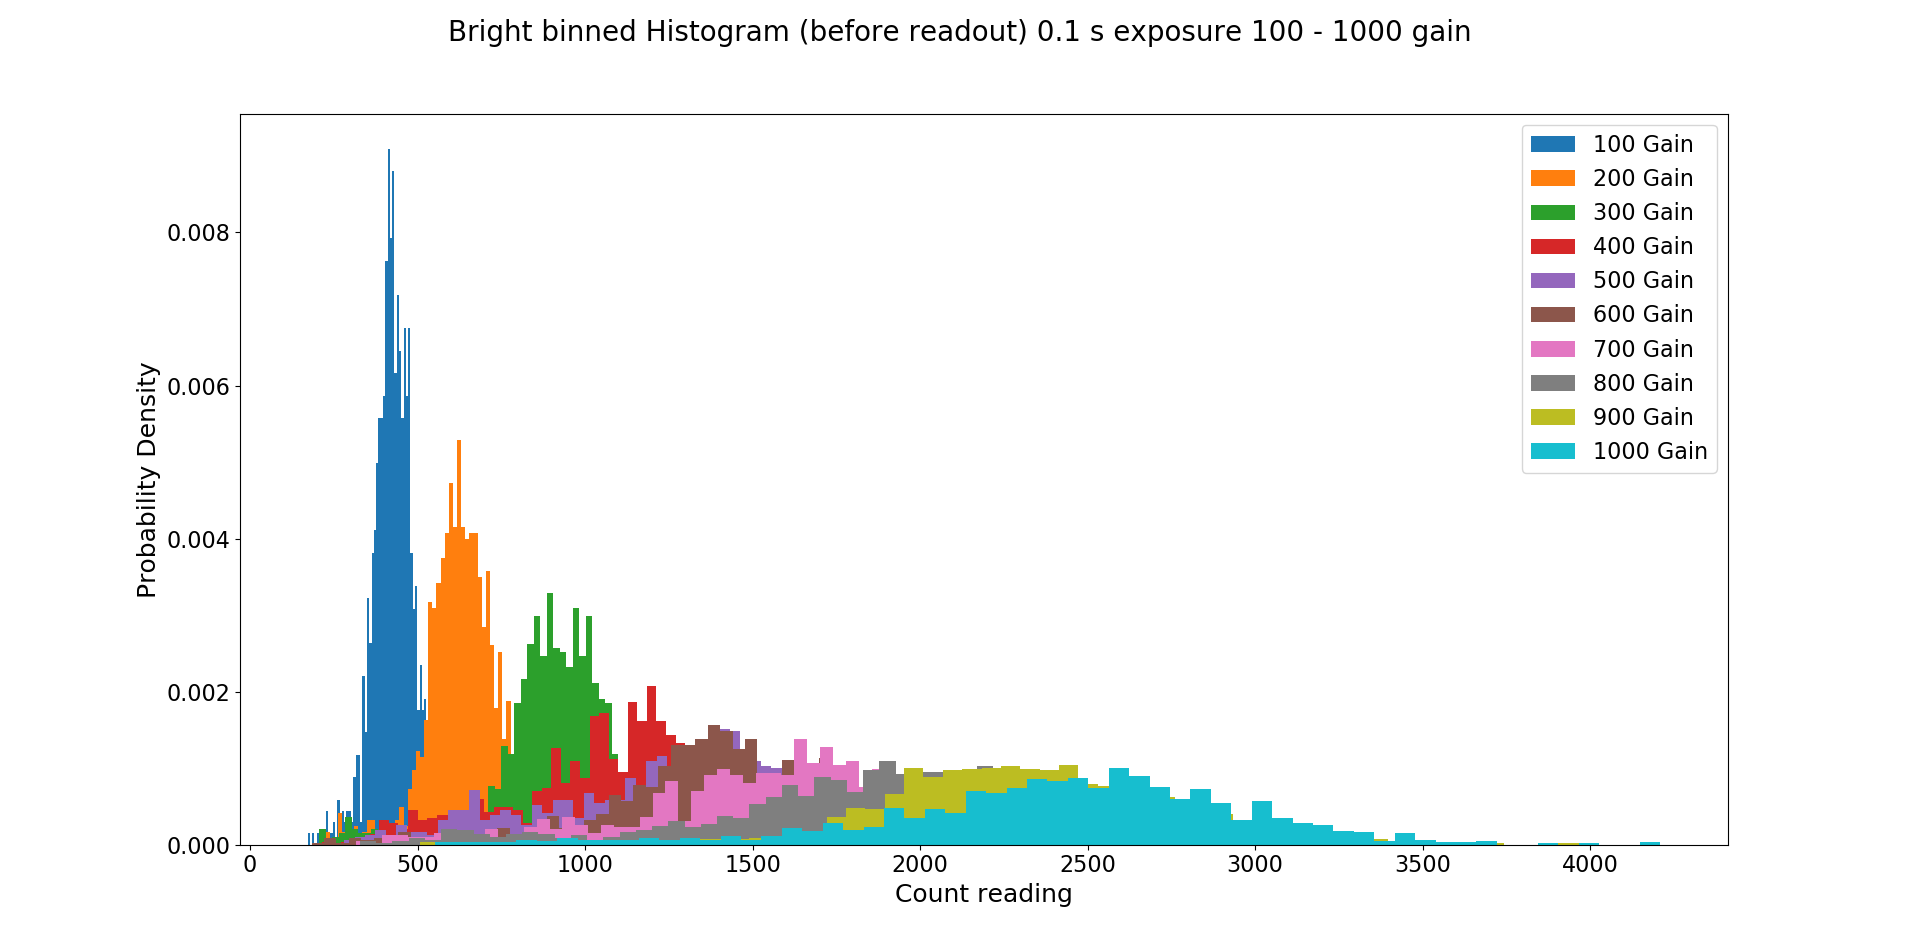 Bright binned Histogram (before readout) 0.1 s exposure 100 - 1000 gain
100 Gain
200 Gain
300 Gain
400 Gain
500 Gain
600 Gain
700 Gain
800 Gain
900 Gain
1000 Gain
Probability Density
0.008
0.006
0.004
0.002
0.000
0 500 1000 1500 2000 2500 3000 3500 4000
Count reading